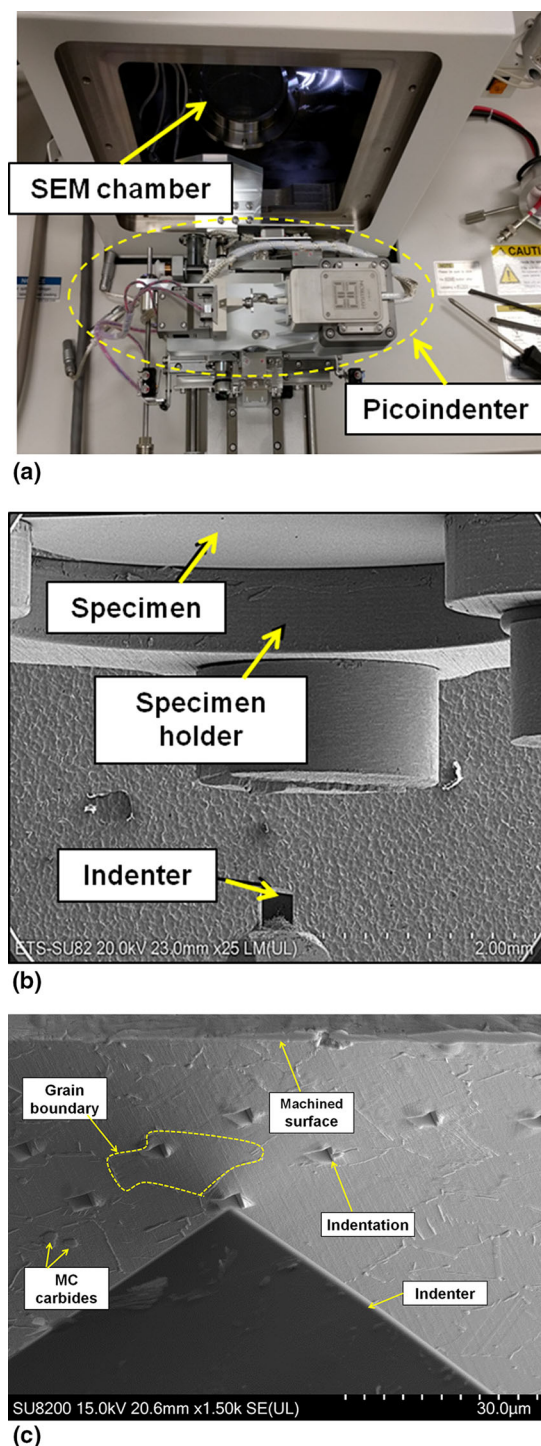 SEM chamber
CAUTION
Picoindenter
(a)
Specimen
Specimen
holder
Indenter
ETS-SU82 20.0kV 23.0mm x25 LM(UL)
2.00mm
(b)
Grain
boundary
Machined
surface
Indentation
MC
carbides
Indenter
SU8200 15.0kV 20.6mm x1.50k SE(UL)
30.0µm
(c)